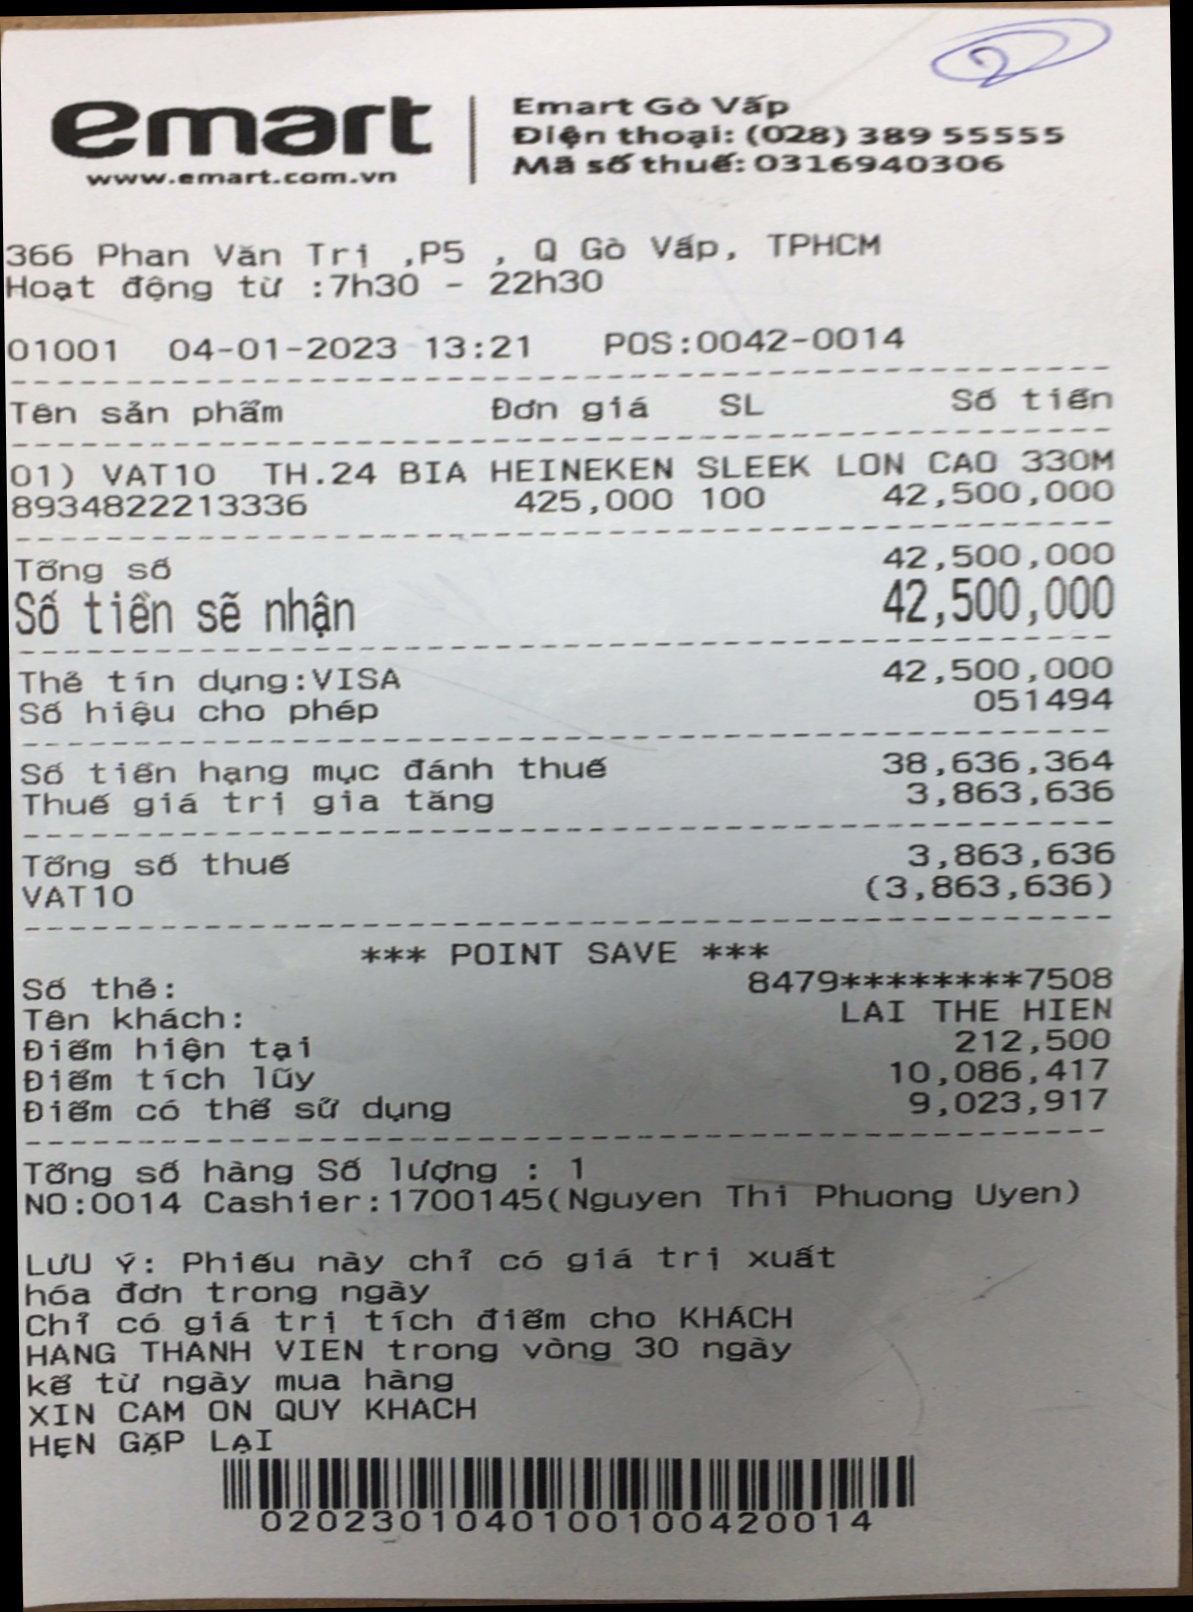 emart
www.emart.com.vn
Emart Gò Vấp
Điện thoại: (028) 389 55555
Mã số thuế: 0316940306
366 Phan Văn Trị ,P5 , Q Gò Vấp, TPHCM
Hoạt động từ :7h30 - 22h30
01001 04-01-2023 13:21 POS:0042-0014
Tên sản phẩm Đơn giá SL Số tiền
01) VAT10 TH.24 BIA HEINEKEN SLEEK LON CAO 330M
8934822213336 425,000 100 42,500,000
Tổng số 42,500,000
Số tiền sẽ nhận 42,500,000
Thẻ tín dụng:VISA 42,500,000
Số hiệu cho phép 051494
Số tiền hạng mục đánh thuế 38,636,364
Thuế giá trị gia tăng 3,863,636
Tổng số thuế 3,863,636
VAT10 (3,863,636)
*** POINT SAVE ***
Số thẻ: 8479********7508
Tên khách: LAI THE HIEN
Điểm hiện tại 212,500
Điểm tích lũy 10,086,417
Điểm có thể sử dụng 9,023,917
Tổng số hàng Số lượng : 1
NO:0014 Cashier:1700145(Nguyen Thi Phuong Uyen)
LƯU Ý: Phiếu này chỉ có giá trị xuất
hóa đơn trong ngày
Chỉ có giá trị tích điểm cho KHÁCH
HANG THANH VIEN trong vòng 30 ngày
kể từ ngày mua hàng
XIN CAM ON QUY KHACH
HẸN GẶP LẠI
020230104010010042​0014